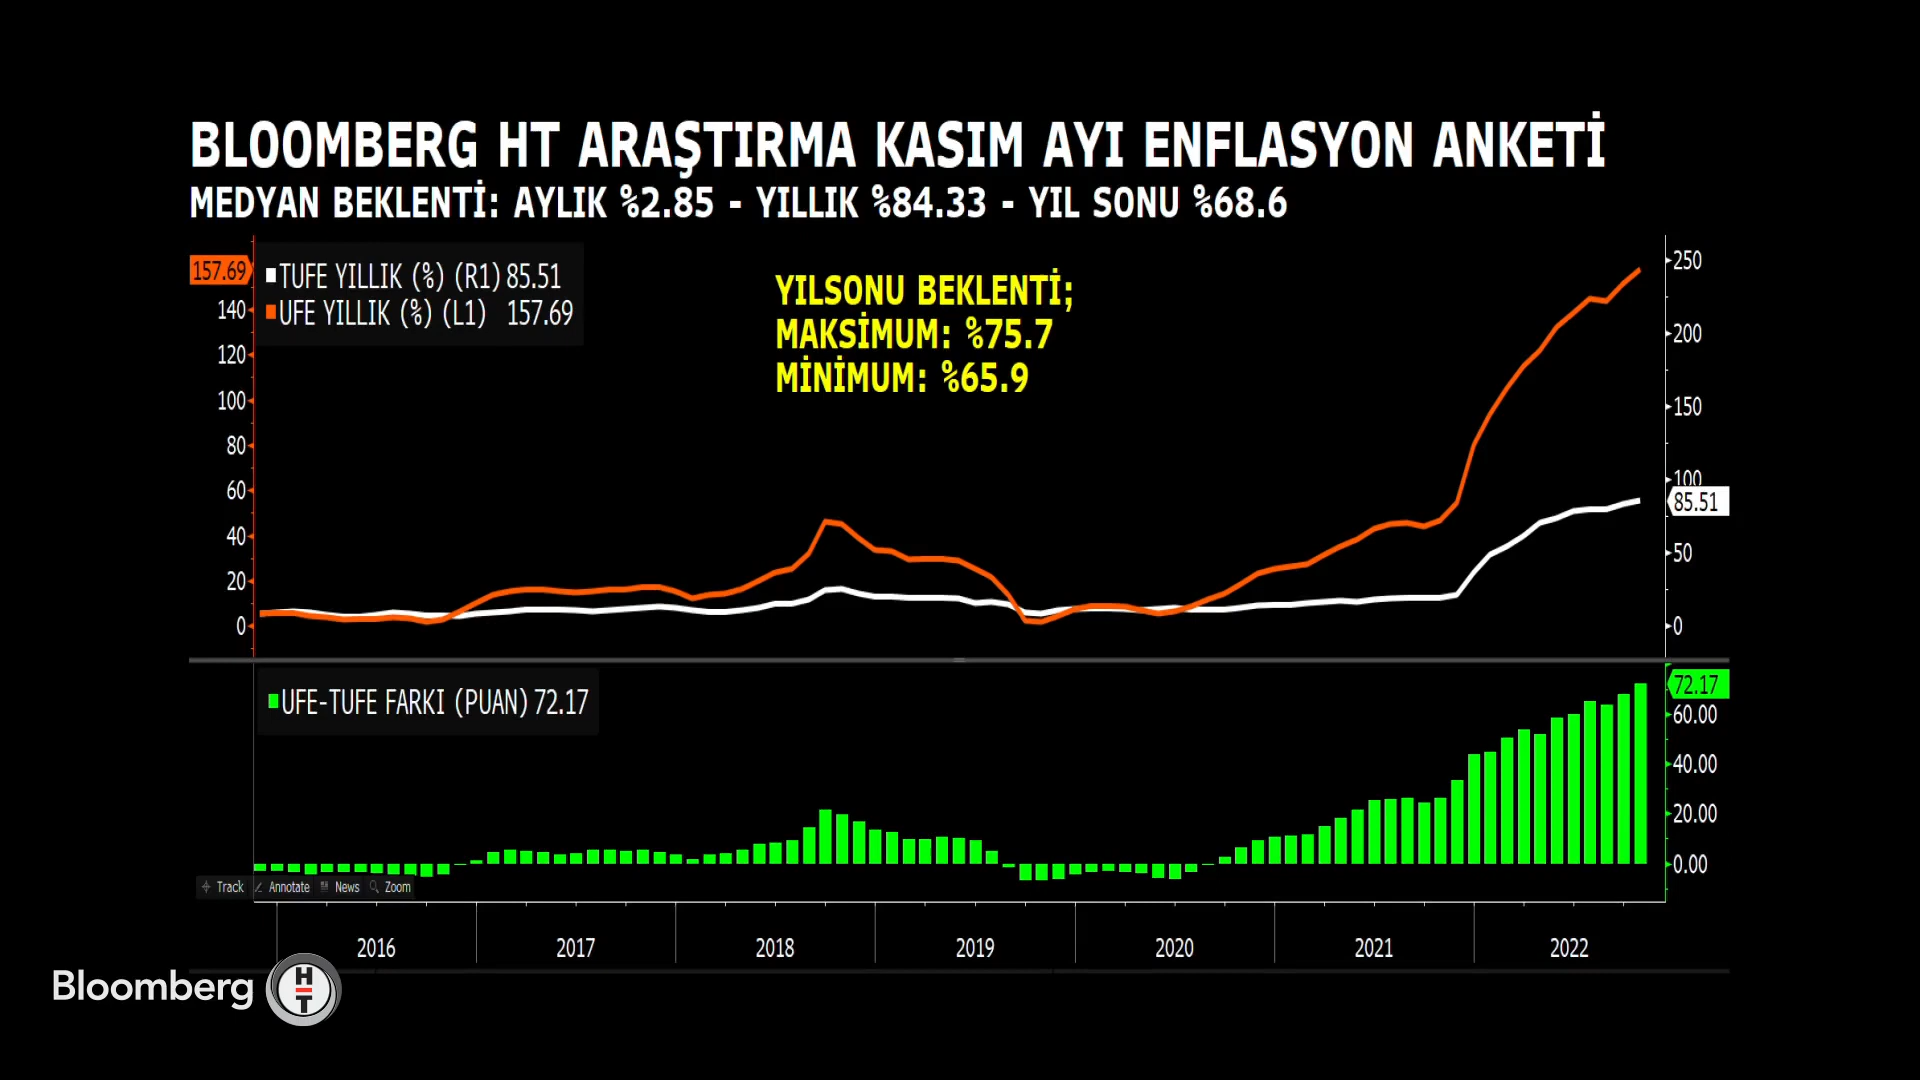 BLOOMBERG HT ARAŞTIRMA KASIM AYI ENFLASYON ANKETİ
MEDYAN BEKLENTİ: AYLIK %2.85 - YILLIK %84.33 - YIL SONU %68.6
TUFE YILLIK (%) (R1) 85.51
UFE YILLIK (%) (L1) 157.69
YILSONU BEKLENTİ;
MAKSİMUM: %75.7
MİNİMUM: %65.9
157.69
140
120
100
80
60
40
20
0
250
200
150
100
85.51
50
0
UFE-TUFE FARKI (PUAN) 72.17
72.17
60.00
40.00
20.00
0.00
Track Annotate News Zoom
2016 2017 2018 2019 2020 2021 2022
Bloomberg HT